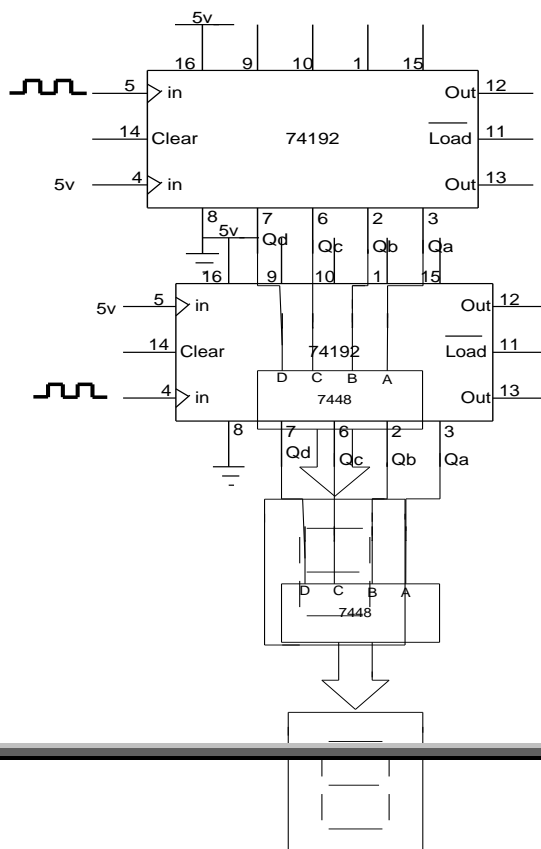 5v
16 9 10 1 15
5 in Out 12
14 Clear 74192 Load 11
5v 4 in Out 13
8 7 6 2 3
5v Qd Qc Qb Qa
16 9 10 1 15
5v 5 in Out 12
14 Clear 74192 Load 11
D C B A
4 in 7448 Out 13
8 7 6 2 3
Qd Qc Qb Qa
D C B A
7448